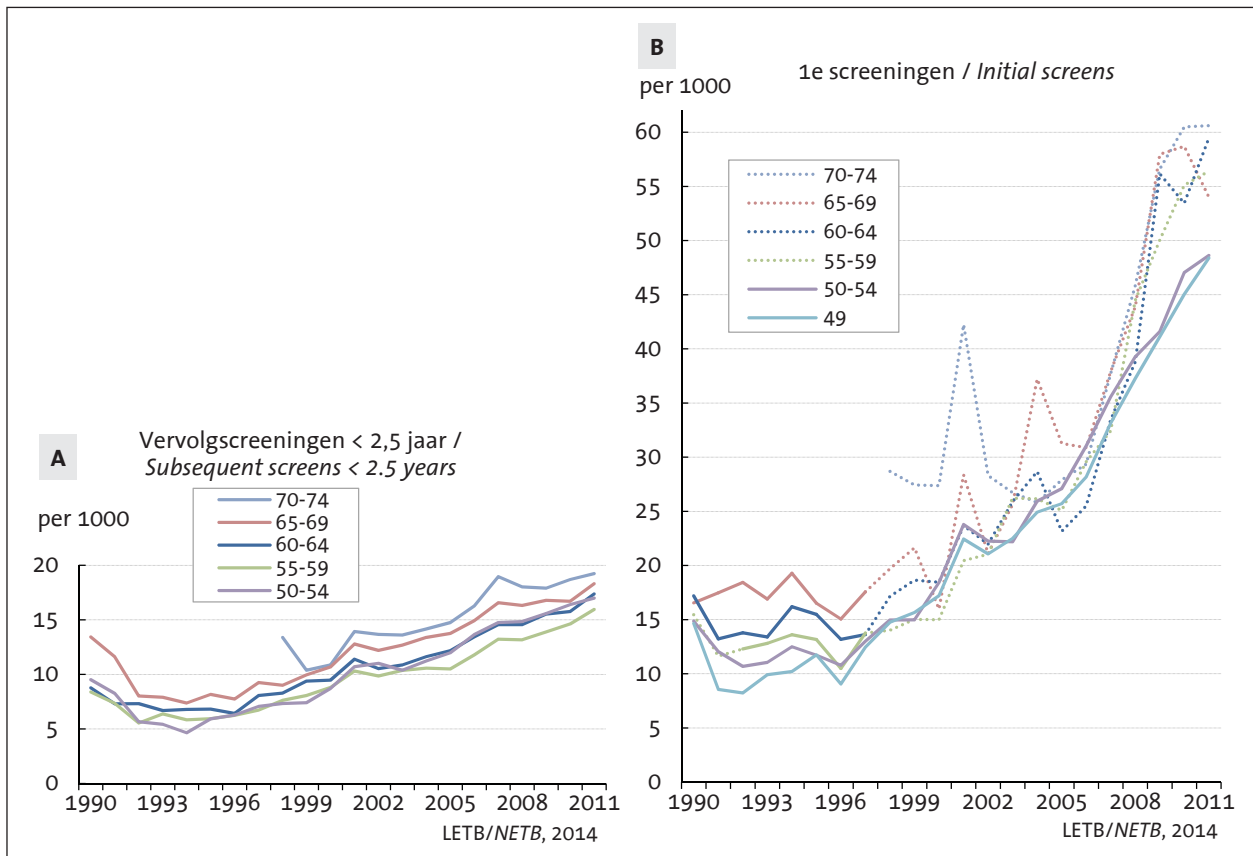 A
Vervolgscreeningen < 2,5 jaar /
Subsequent screens < 2.5 years
per 1000
70-74
65-69
60-64
55-59
50-54
20
15
10
5
0
1990 1993 1996 1999 2002 2005 2008 2011
LETB/NETB, 2014
B
1e screeningen / Initial screens
per 1000
70-74
65-69
60-64
55-59
50-54
49
60
55
50
45
40
35
30
25
20
15
10
5
0
1990 1993 1996 1999 2002 2005 2008 2011
LETB/NETB, 2014